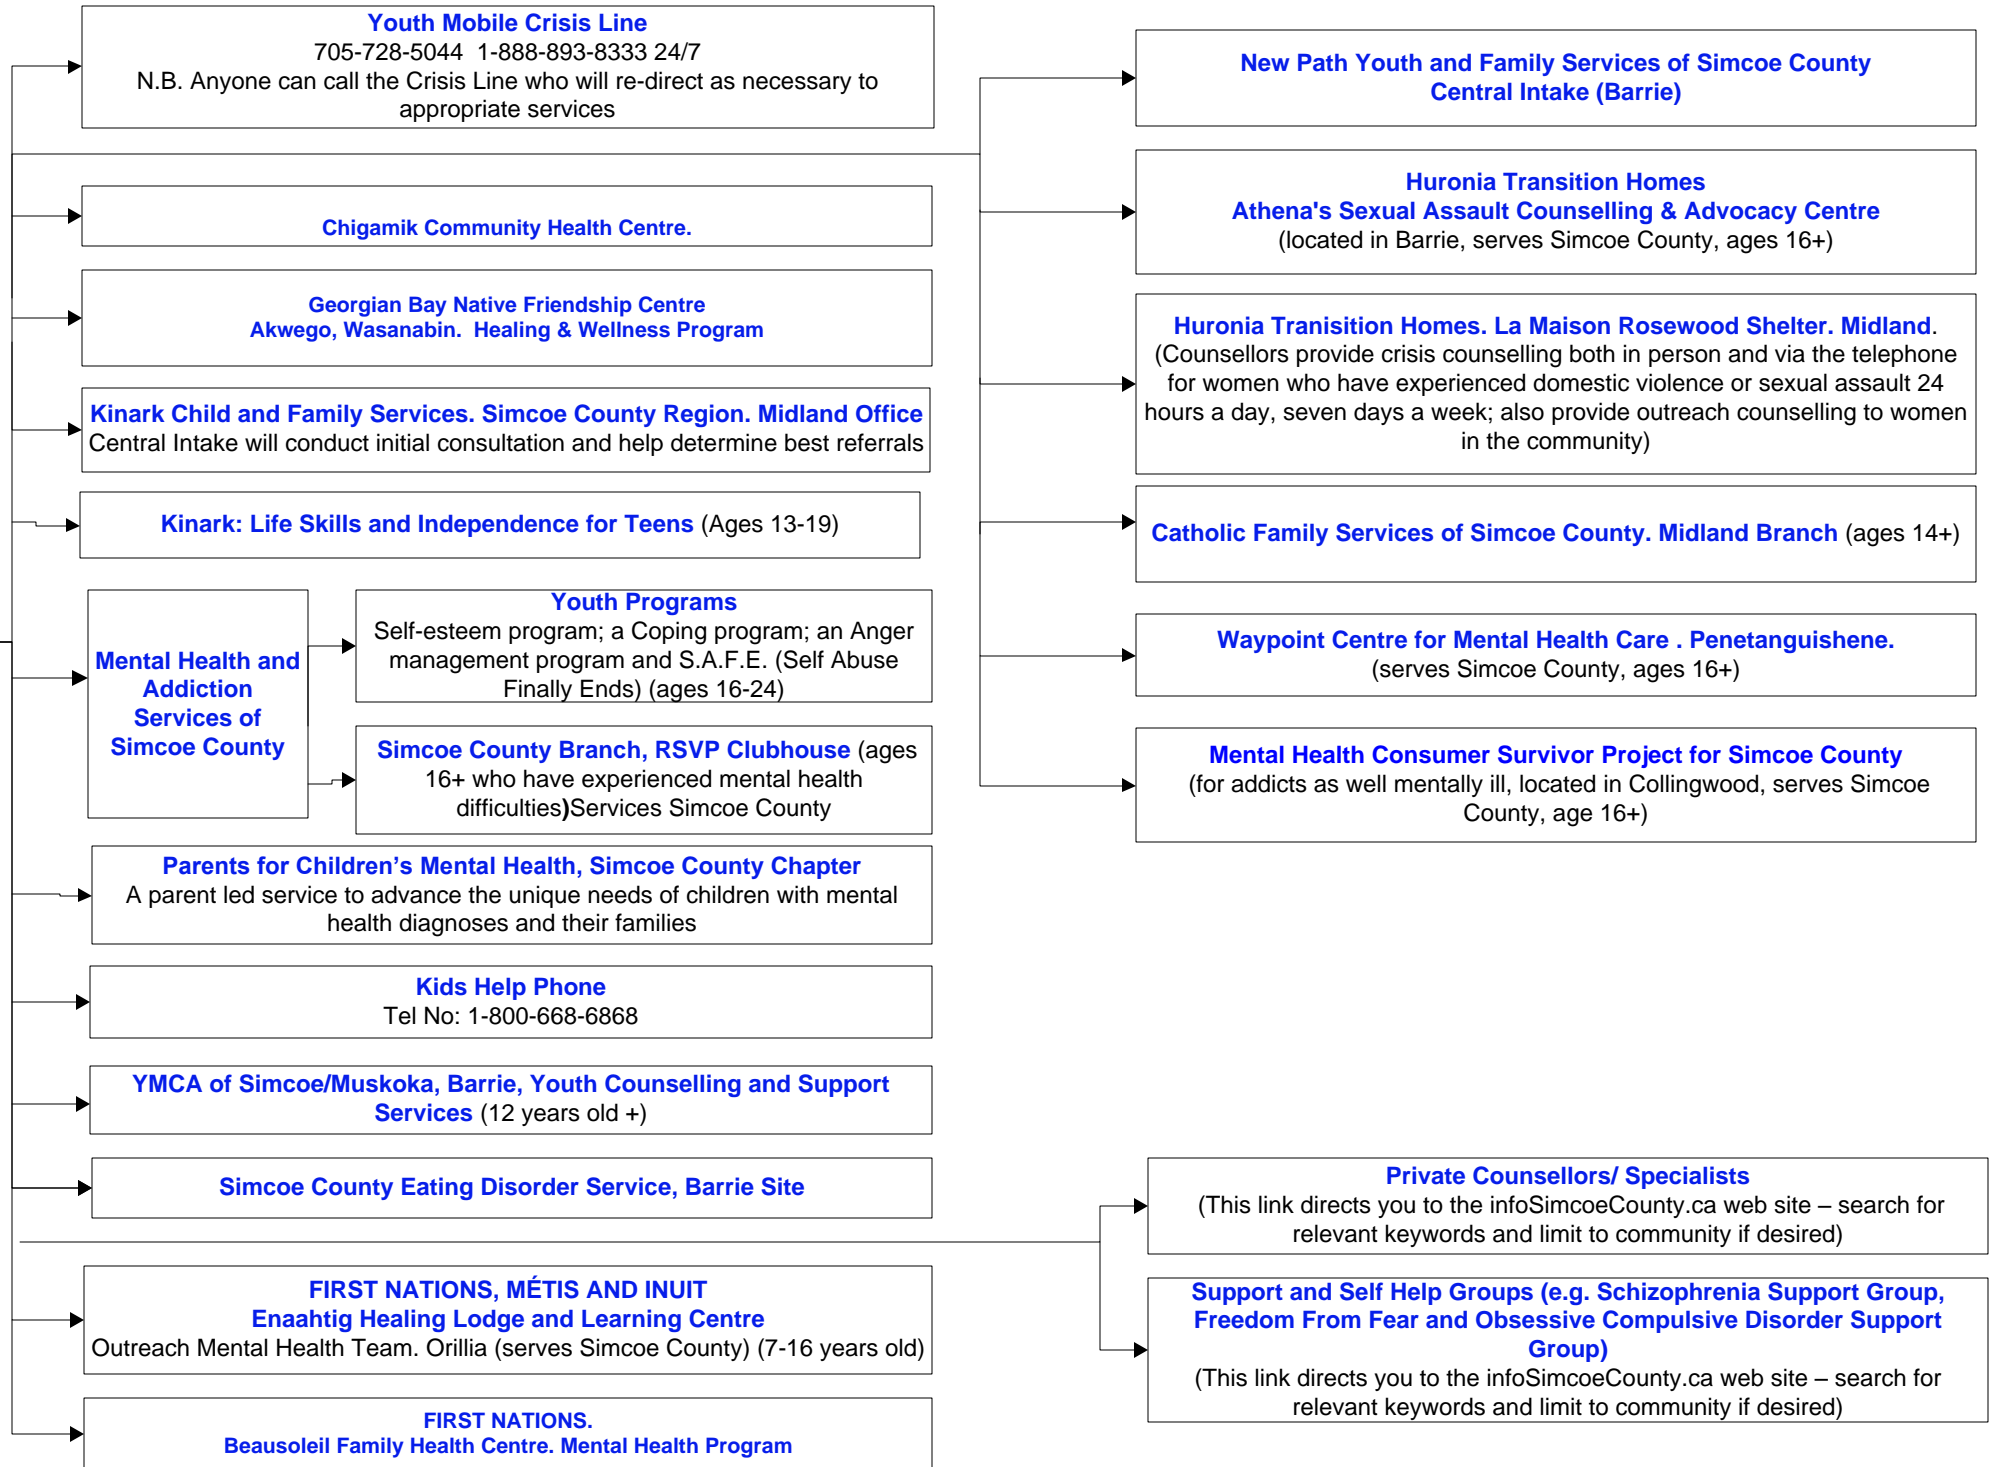 Youth Mobile Crisis Line
705-728-5044  1-888-893-8333 24/7
N.B. Anyone can call the Crisis Line who will re-direct as necessary to
appropriate services
Chigamik Community Health Centre.
Georgian Bay Native Friendship Centre
Akwego, Wasanabin.  Healing & Wellness Program
Kinark Child and Family Services. Simcoe County Region. Midland Office
Central Intake will conduct initial consultation and help determine best referrals
Kinark: Life Skills and Independence for Teens (Ages 13-19)
Mental Health and
Addiction
Services of
Simcoe County
Youth Programs
Self-esteem program; a Coping program; an Anger
management program and S.A.F.E. (Self Abuse
Finally Ends) (ages 16-24)
Simcoe County Branch, RSVP Clubhouse (ages
16+ who have experienced mental health
difficulties)Services Simcoe County
Parents for Children’s Mental Health, Simcoe County Chapter
A parent led service to advance the unique needs of children with mental
health diagnoses and their families
Kids Help Phone
Tel No: 1-800-668-6868
YMCA of Simcoe/Muskoka, Barrie, Youth Counselling and Support
Services (12 years old +)
Simcoe County Eating Disorder Service, Barrie Site
FIRST NATIONS, MÉTIS AND INUIT
Enaahtig Healing Lodge and Learning Centre
Outreach Mental Health Team. Orillia (serves Simcoe County) (7-16 years old)
FIRST NATIONS.
Beausoleil Family Health Centre. Mental Health Program
New Path Youth and Family Services of Simcoe County
Central Intake (Barrie)
Huronia Transition Homes
Athena's Sexual Assault Counselling & Advocacy Centre
(located in Barrie, serves Simcoe County, ages 16+)
Huronia Tranisition Homes. La Maison Rosewood Shelter. Midland.
(Counsellors provide crisis counselling both in person and via the telephone
for women who have experienced domestic violence or sexual assault 24
hours a day, seven days a week; also provide outreach counselling to women
in the community)
Catholic Family Services of Simcoe County. Midland Branch (ages 14+)
Waypoint Centre for Mental Health Care . Penetanguishene.
(serves Simcoe County, ages 16+)
Mental Health Consumer Survivor Project for Simcoe County
(for addicts as well mentally ill, located in Collingwood, serves Simcoe
County, age 16+)
Private Counsellors/ Specialists
(This link directs you to the infoSimcoeCounty.ca web site – search for
relevant keywords and limit to community if desired)
Support and Self Help Groups (e.g. Schizophrenia Support Group,
Freedom From Fear and Obsessive Compulsive Disorder Support
Group)
(This link directs you to the infoSimcoeCounty.ca web site – search for
relevant keywords and limit to community if desired)